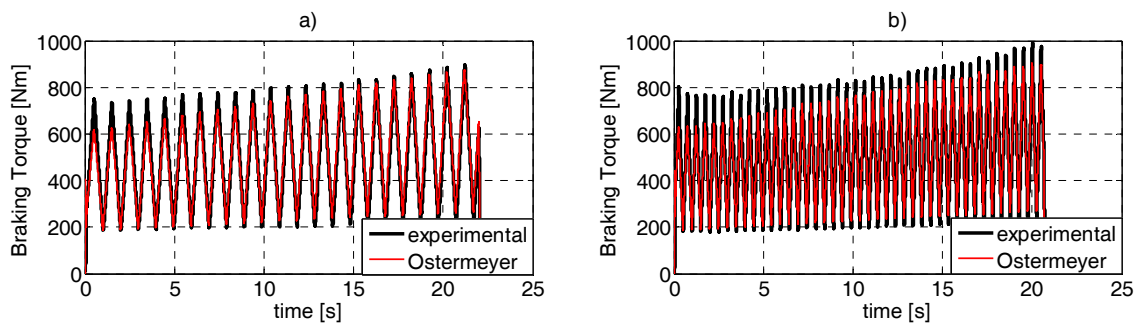 a)
1000
800
600
400
200
0
Braking Torque [Nm]
0 5 10 15 20 25
time [s]
experimental
Ostermeyer
b)
1000
800
600
400
200
0
Braking Torque [Nm]
0 5 10 15 20 25
time [s]
experimental
Ostermeyer